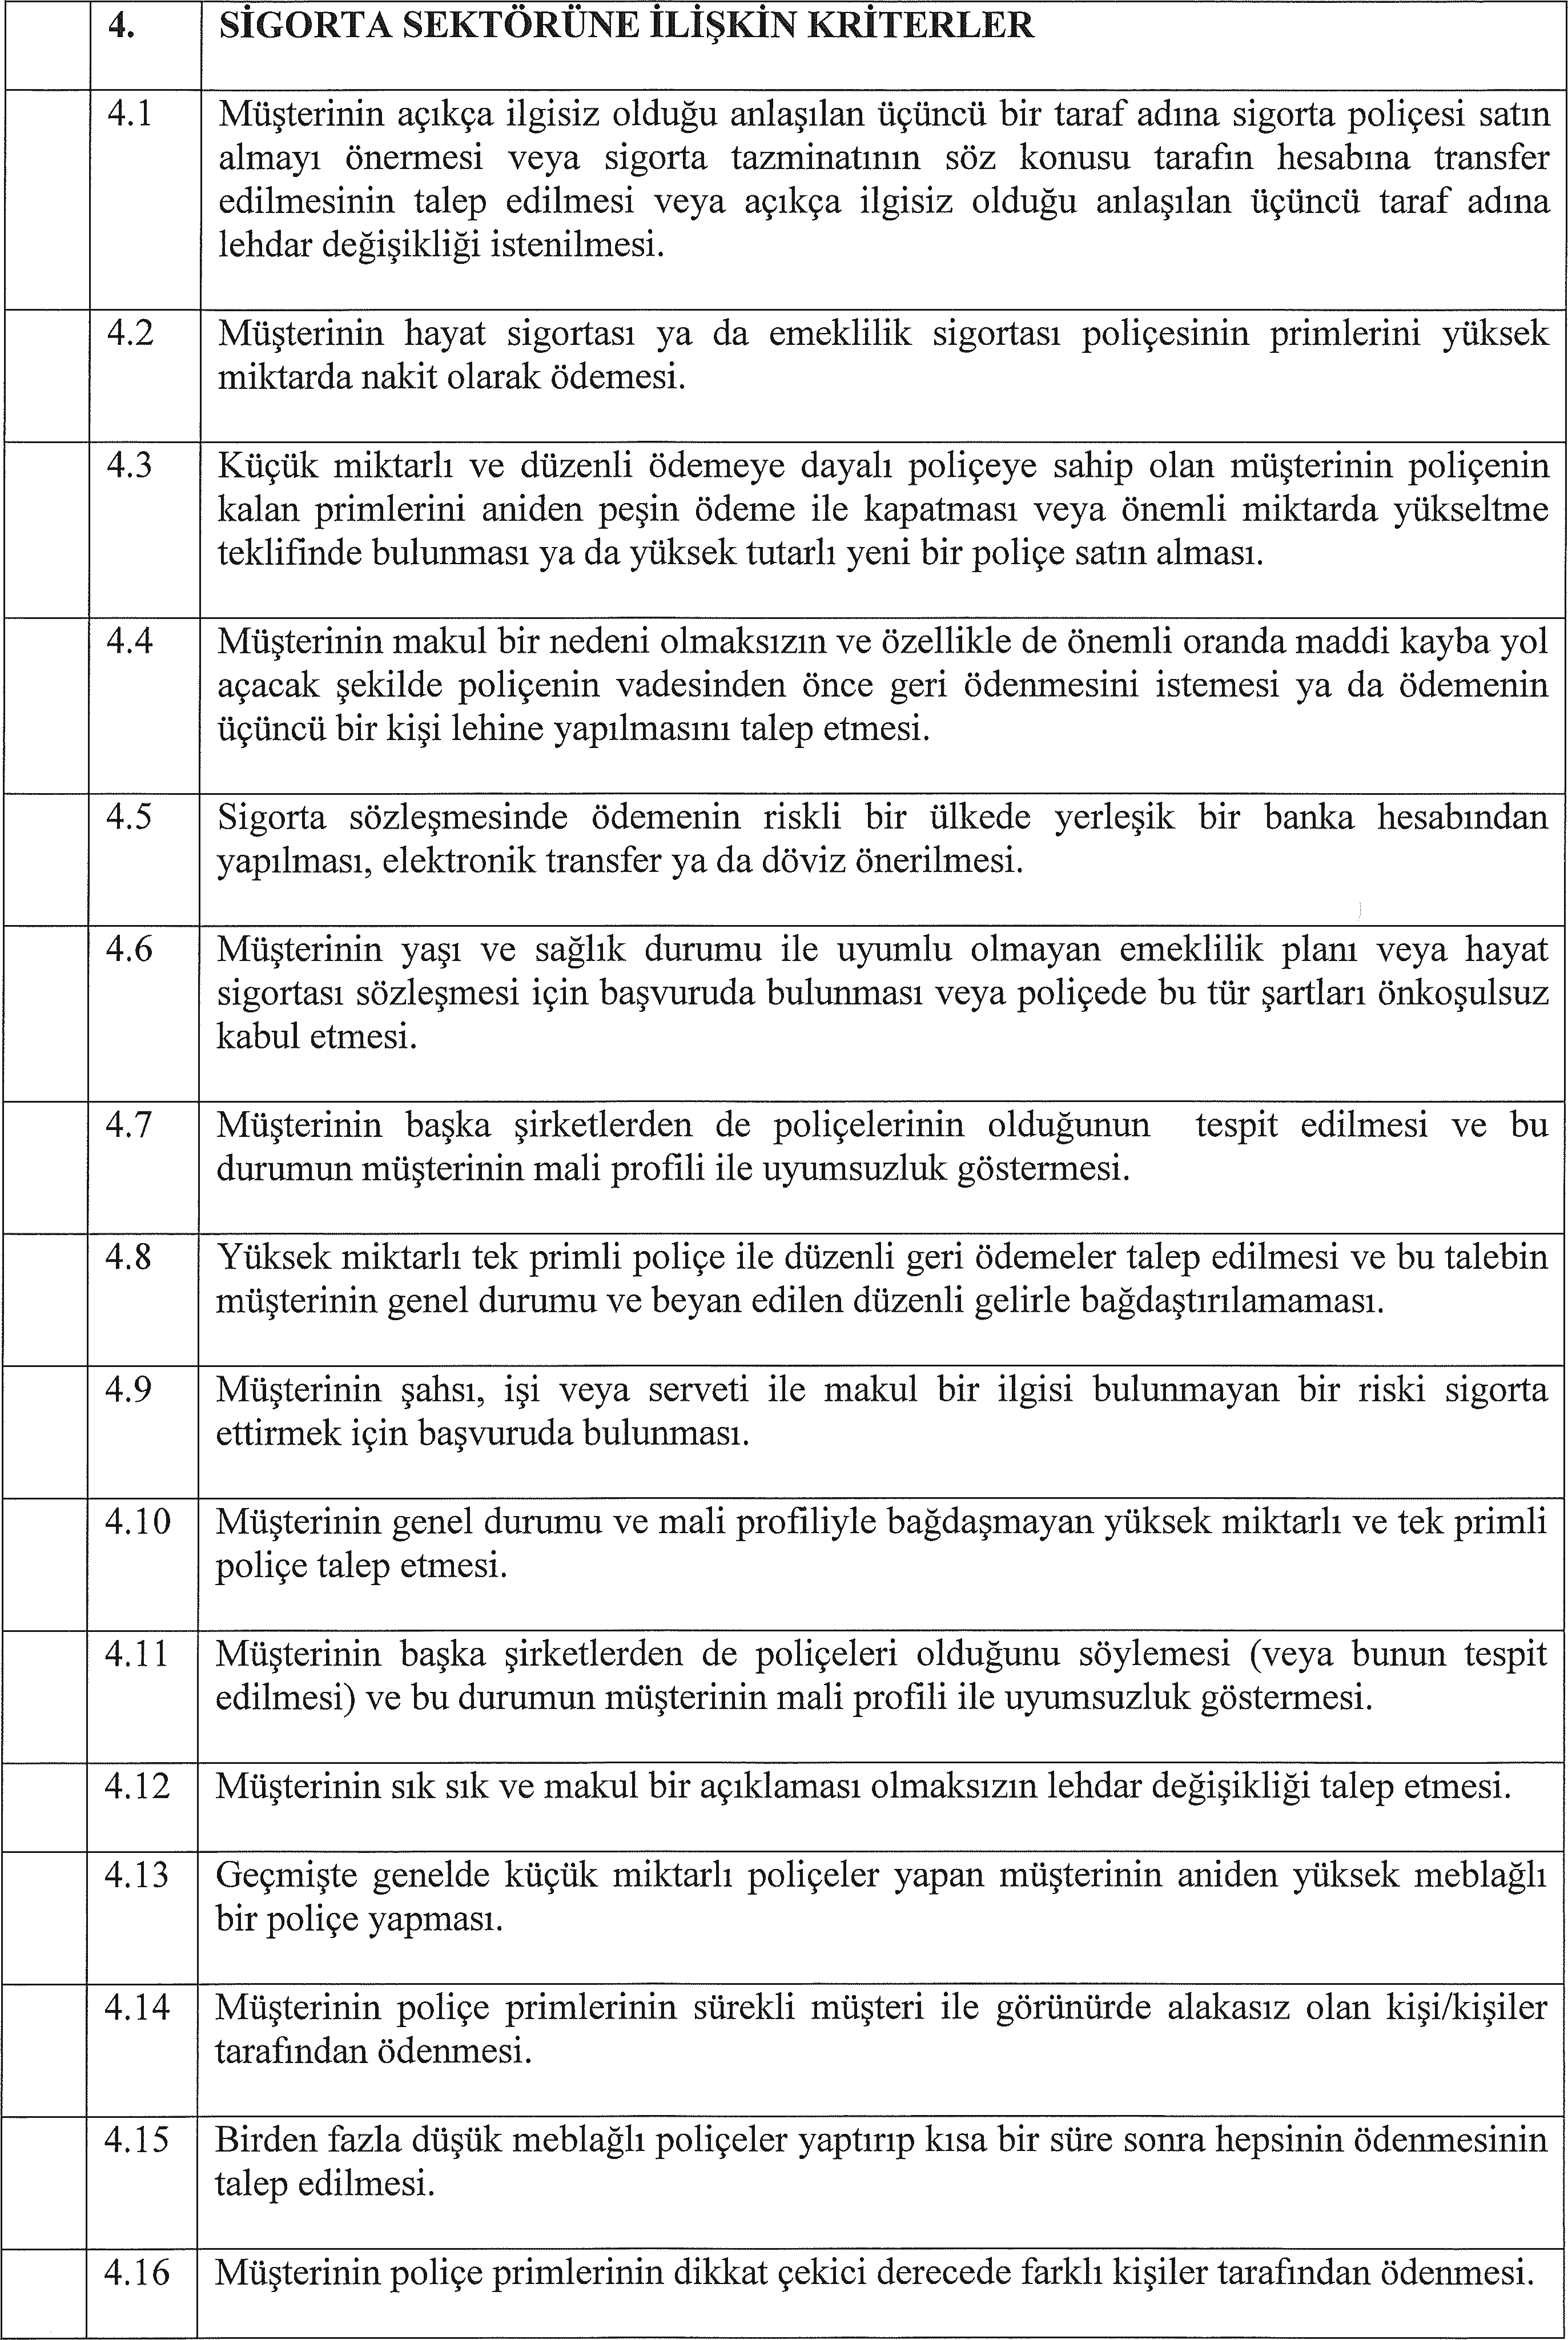 4. SİGORTA SEKTÖRÜNE İLİŞKİN KRİTERLER
4.1 Müşterinin açıkça ilgisiz olduğu anlaşılan üçüncü bir taraf adına sigorta poliçesi satın
almayı önermesi veya sigorta tazminatının söz konusu tarafın hesabına transfer
edilmesinin talep edilmesi veya açıkça ilgisiz olduğu anlaşılan üçüncü taraf adına
lehdar değişikliği istenilmesi.
4.2 Müşterinin hayat sigortası ya da emeklilik sigortası poliçesinin primlerini yüksek
miktarda nakit olarak ödemesi.
4.3 Küçük miktarlı ve düzenli ödemeye dayalı poliçeye sahip olan müşterinin poliçenin
kalan primlerini aniden peşin ödeme ile kapatması veya önemli miktarda yükseltme
teklifinde bulunması ya da yüksek tutarlı yeni bir poliçe satın alması.
4.4 Müşterinin makul bir nedeni olmaksızın ve özellikle de önemli oranda maddi kayba yol
açacak şekilde poliçenin vadesinden önce geri ödenmesini istemesi ya da ödemenin
üçüncü bir kişi lehine yapılmasını talep etmesi.
4.5 Sigorta sözleşmesinde ödemenin riskli bir ülkede yerleşik bir banka hesabından
yapılması, elektronik transfer ya da döviz önerilmesi.
4.6 Müşterinin yaşı ve sağlık durumu ile uyumlu olmayan emeklilik planı veya hayat
sigortası sözleşmesi için başvuruda bulunması veya poliçede bu tür şartları önkoşulsuz
kabul etmesi.
4.7 Müşterinin başka şirketlerden de poliçelerinin olduğunun tespit edilmesi ve bu
durumun müşterinin mali profili ile uyumsuzluk göstermesi.
4.8 Yüksek miktarlı tek primli poliçe ile düzenli geri ödemeler talep edilmesi ve bu talebin
müşterinin genel durumu ve beyan edilen düzenli gelirle bağdaştırılamaması.
4.9 Müşterinin şahsı, işi veya serveti ile makul bir ilgisi bulunmayan bir riski sigorta
ettirmek için başvuruda bulunması.
4.10 Müşterinin genel durumu ve mali profiliyle bağdaşmayan yüksek miktarlı ve tek primli
poliçe talep etmesi.
4.11 Müşterinin başka şirketlerden de poliçeleri olduğunu söylemesi (veya bunun tespit
edilmesi) ve bu durumun müşterinin mali profili ile uyumsuzluk göstermesi.
4.12 Müşterinin sık sık ve makul bir açıklaması olmaksızın lehdar değişikliği talep etmesi.
4.13 Geçmişte genelde küçük miktarlı poliçeler yapan müşterinin aniden yüksek meblağlı
bir poliçe yapması.
4.14 Müşterinin poliçe primlerinin sürekli müşteri ile görünürde alakasız olan kişi/kişiler
tarafından ödenmesi.
4.15 Birden fazla düşük meblağlı poliçeler yaptırıp kısa bir süre sonra hepsinin ödenmesinin
talep edilmesi.
4.16 Müşterinin poliçe primlerinin dikkat çekici derecede farklı kişiler tarafından ödenmesi.